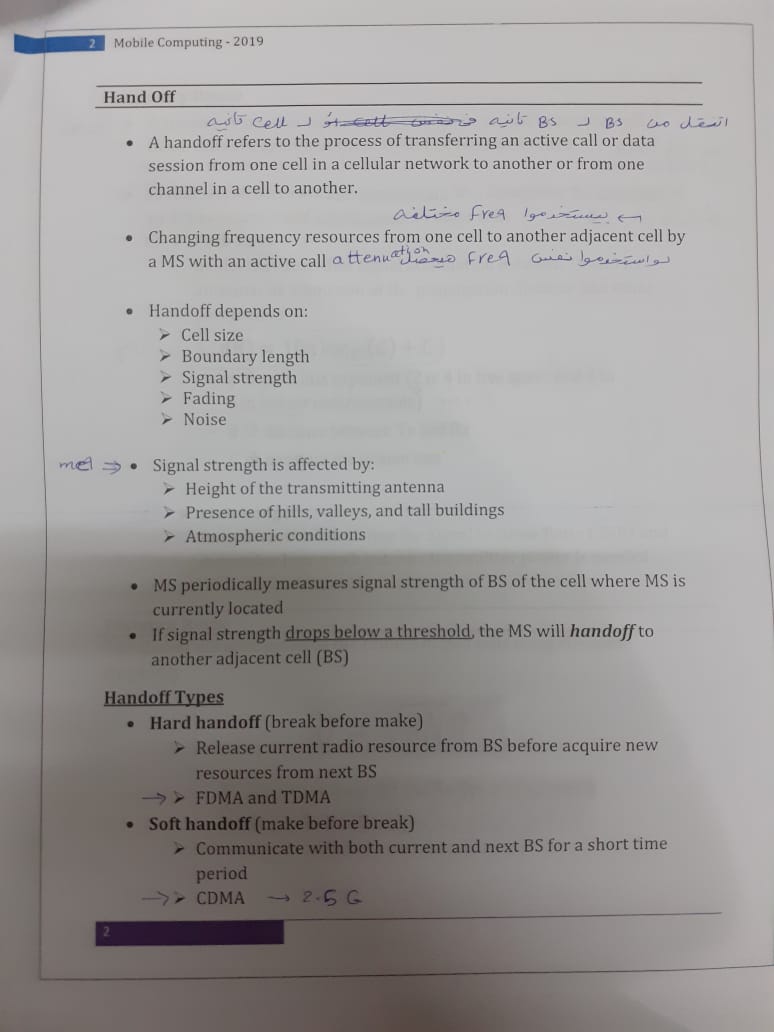 2 Mobile Computing - 2019
Hand Off
انتقل من BS لـ BS تانيه لـ cell تانيه
• A handoff refers to the process of transferring an active call or data
session from one cell in a cellular network to another or from one
channel in a cell to another.
← بيستخدموا Freq مختلفه
• Changing frequency resources from one cell to another adjacent cell by
a MS with an active call لو استخدموا نفس Freq هيحصل attenuation
• Handoff depends on:
➢ Cell size
➢ Boundary length
➢ Signal strength
➢ Fading
➢ Noise
⇒ • Signal strength is affected by:
➢ Height of the transmitting antenna
➢ Presence of hills, valleys, and tall buildings
➢ Atmospheric conditions
• MS periodically measures signal strength of BS of the cell where MS is
currently located
• If signal strength drops below a threshold, the MS will handoff to
another adjacent cell (BS)
Handoff Types
• Hard handoff (break before make)
➢ Release current radio resource from BS before acquire new
resources from next BS
→ ➢ FDMA and TDMA
• Soft handoff (make before break)
➢ Communicate with both current and next BS for a short time
period
→ ➢ CDMA → 2.5 G
2